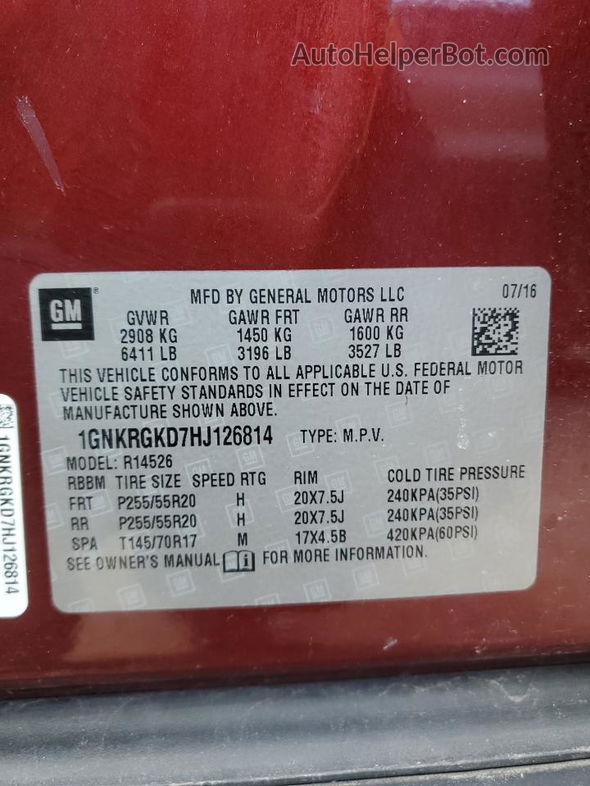 AutoHelperBot.com
GM ® MFD BY GENERAL MOTORS LLC 07/16
GVWR GAWR FRT GAWR RR
2908 KG 1450 KG 1600 KG
6411 LB 3196 LB 3527 LB
THIS VEHICLE CONFORMS TO ALL APPLICABLE U.S. FEDERAL MOTOR
VEHICLE SAFETY STANDARDS IN EFFECT ON THE DATE OF
MANUFACTURE SHOWN ABOVE.
1GNKRGKD7HJ126814 TYPE: M.P.V.
MODEL: R14526
RBBM TIRE SIZE SPEED RTG RIM COLD TIRE PRESSURE
FRT P255/55R20 H 20X7.5J 240KPA(35PSI)
RR P255/55R20 H 20X7.5J 240KPA(35PSI)
SPA T145/70R17 M 17X4.5B 420KPA(60PSI)
SEE OWNER'S MANUAL i FOR MORE INFORMATION.
1GNKRGKD7HJ126814